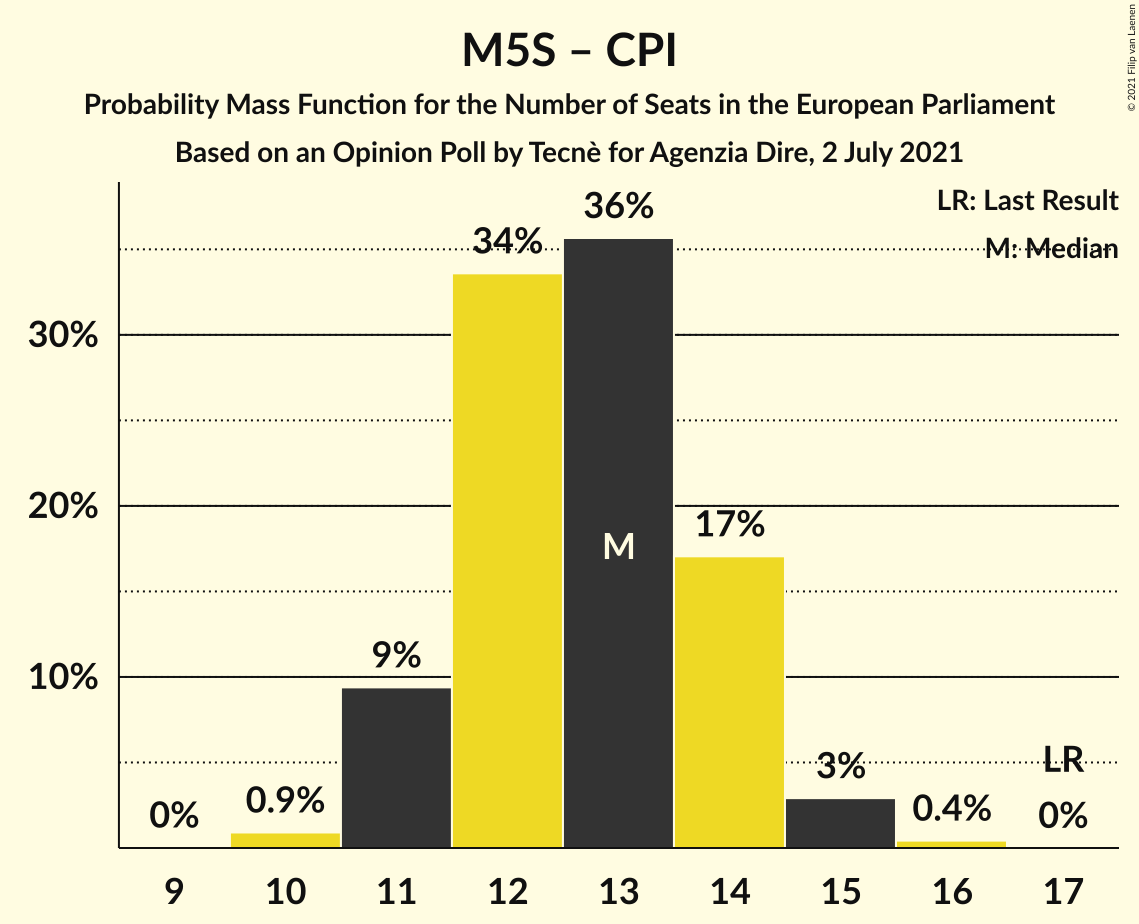 M5S – CPI
Probability Mass Function for the Number of Seats in the European Parliament
Based on an Opinion Poll by Tecnè for Agenzia Dire, 2 July 2021
© 2021 Filip van Laenen
LR: Last Result
M: Median
30%
20%
10%
0%
0.9%
9%
34%
36%
M
17%
3%
0.4%
LR
0%
9 10 11 12 13 14 15 16 17